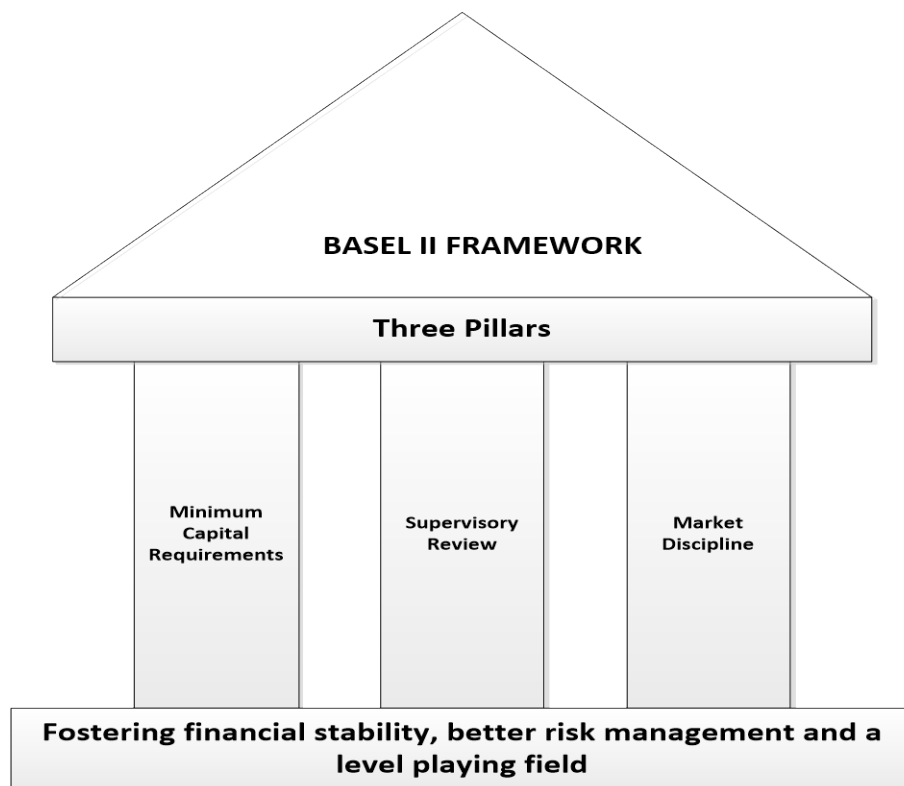 BASEL II FRAMEWORK
Three Pillars
Minimum
Capital
Requirements
Supervisory
Review
Market
Discipline
Fostering financial stability, better risk management and a
level playing field